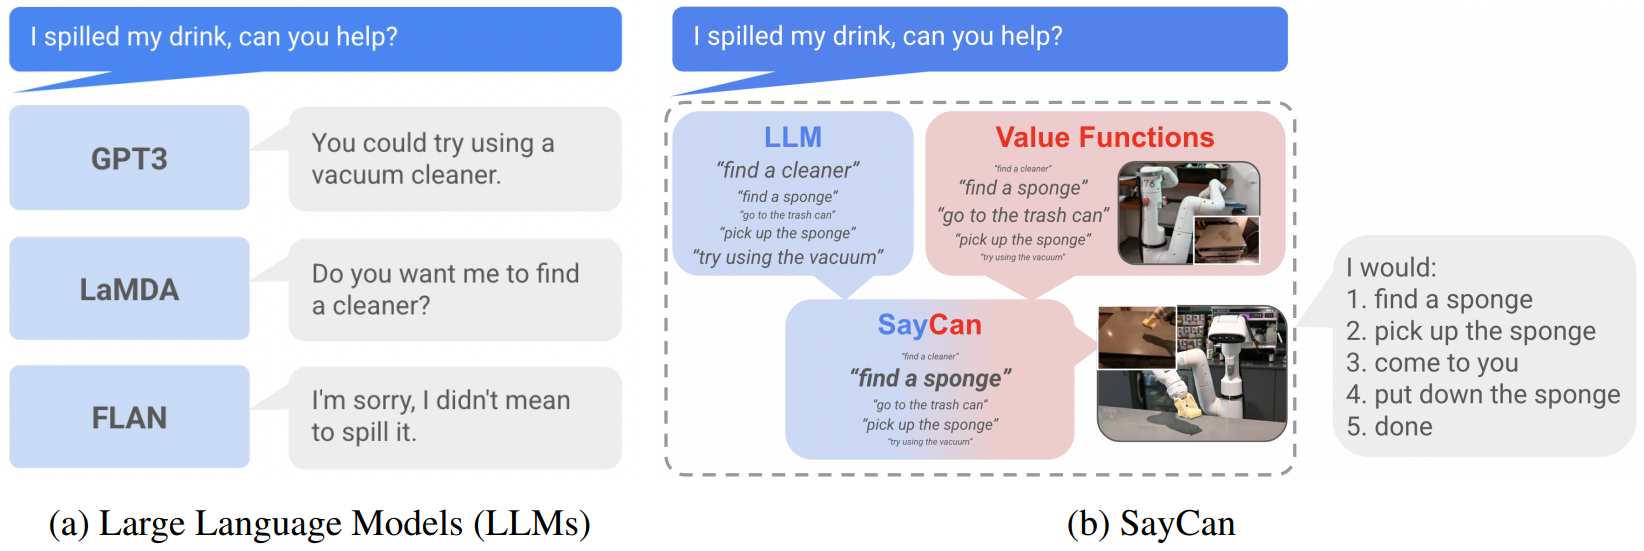 I spilled my drink, can you help?
GPT3
You could try using a
vacuum cleaner.
LaMDA
Do you want me to find
a cleaner?
FLAN
I'm sorry, I didn't mean
to spill it.
(a) Large Language Models (LLMs)
I spilled my drink, can you help?
LLM
“find a cleaner”
“find a sponge”
“go to the trash can”
“pick up the sponge”
“try using the vacuum”
Value Functions
“find a cleaner”
“find a sponge”
“go to the trash can”
“pick up the sponge”
“try using the vacuum”
76
SayCan
“find a cleaner”
“find a sponge”
“go to the trash can”
“pick up the sponge”
“try using the vacuum”
I would:
1. find a sponge
2. pick up the sponge
3. come to you
4. put down the sponge
5. done
(b) SayCan